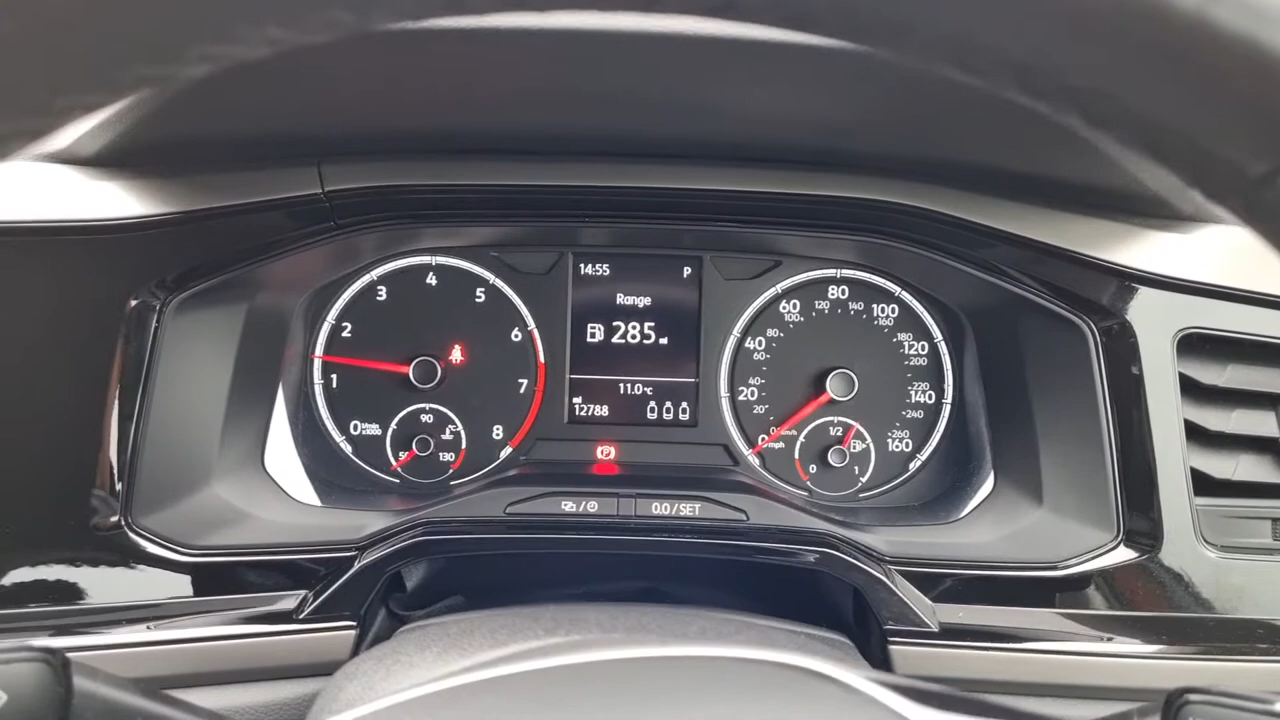 14:55 P
Range
285 mi
11.0 °C
mi
12788
0 1 2 3 4 5 6 7 8
1/min
x1000
50 90 130
°C
0 20 40 60 80 100 120 140 160
mph
0 20 40 60 80 100 120 140 160 180 200 220 240 260
km/h
0 1/2 1
(P)
0.0 / SET